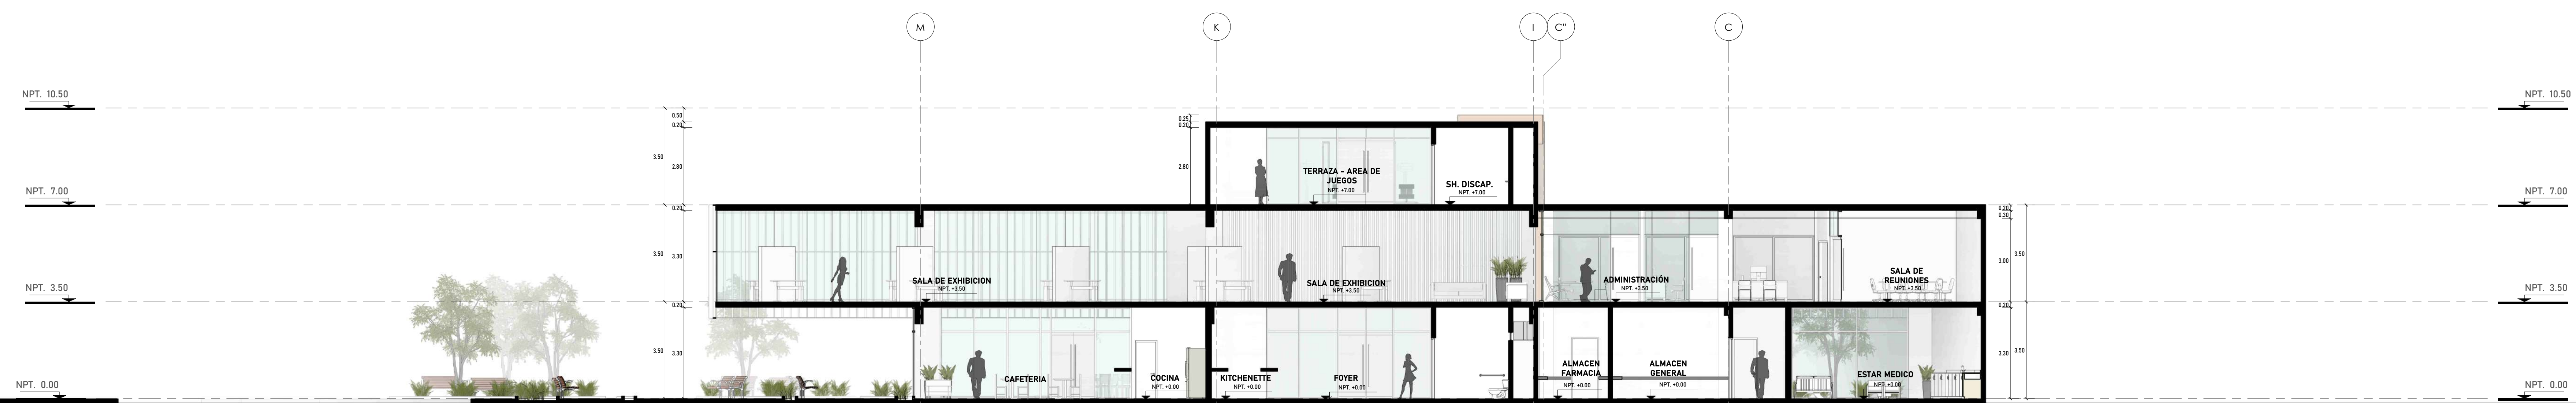 M
K
I
C"
C
NPT. 10.50
NPT. 10.50
0.50
0.20
3.50
2.80
0.25
0.20
2.80
TERRAZA - AREA DE
JUEGOS
NPT. +7.00
SH. DISCAP.
NPT. +7.00
NPT. 7.00
NPT. 7.00
0.20
3.50
3.30
SALA DE EXHIBICION
NPT. +3.50
SALA DE EXHIBICION
NPT. +3.50
ADMINISTRACIÓN
NPT. +3.50
SALA DE
REUNIONES
NPT. +3.50
0.20
0.30
3.00
3.50
NPT. 3.50
NPT. 3.50
0.20
3.50
3.30
CAFETERIA
COCINA
NPT. +0.00
KITCHENETTE
NPT. +0.00
FOYER
NPT. +0.00
ALMACEN
FARMACIA
NPT. +0.00
ALMACEN
GENERAL
NPT. +0.00
ESTAR MEDICO
NPT. +0.00
0.20
3.30
3.50
NPT. 0.00
NPT. 0.00